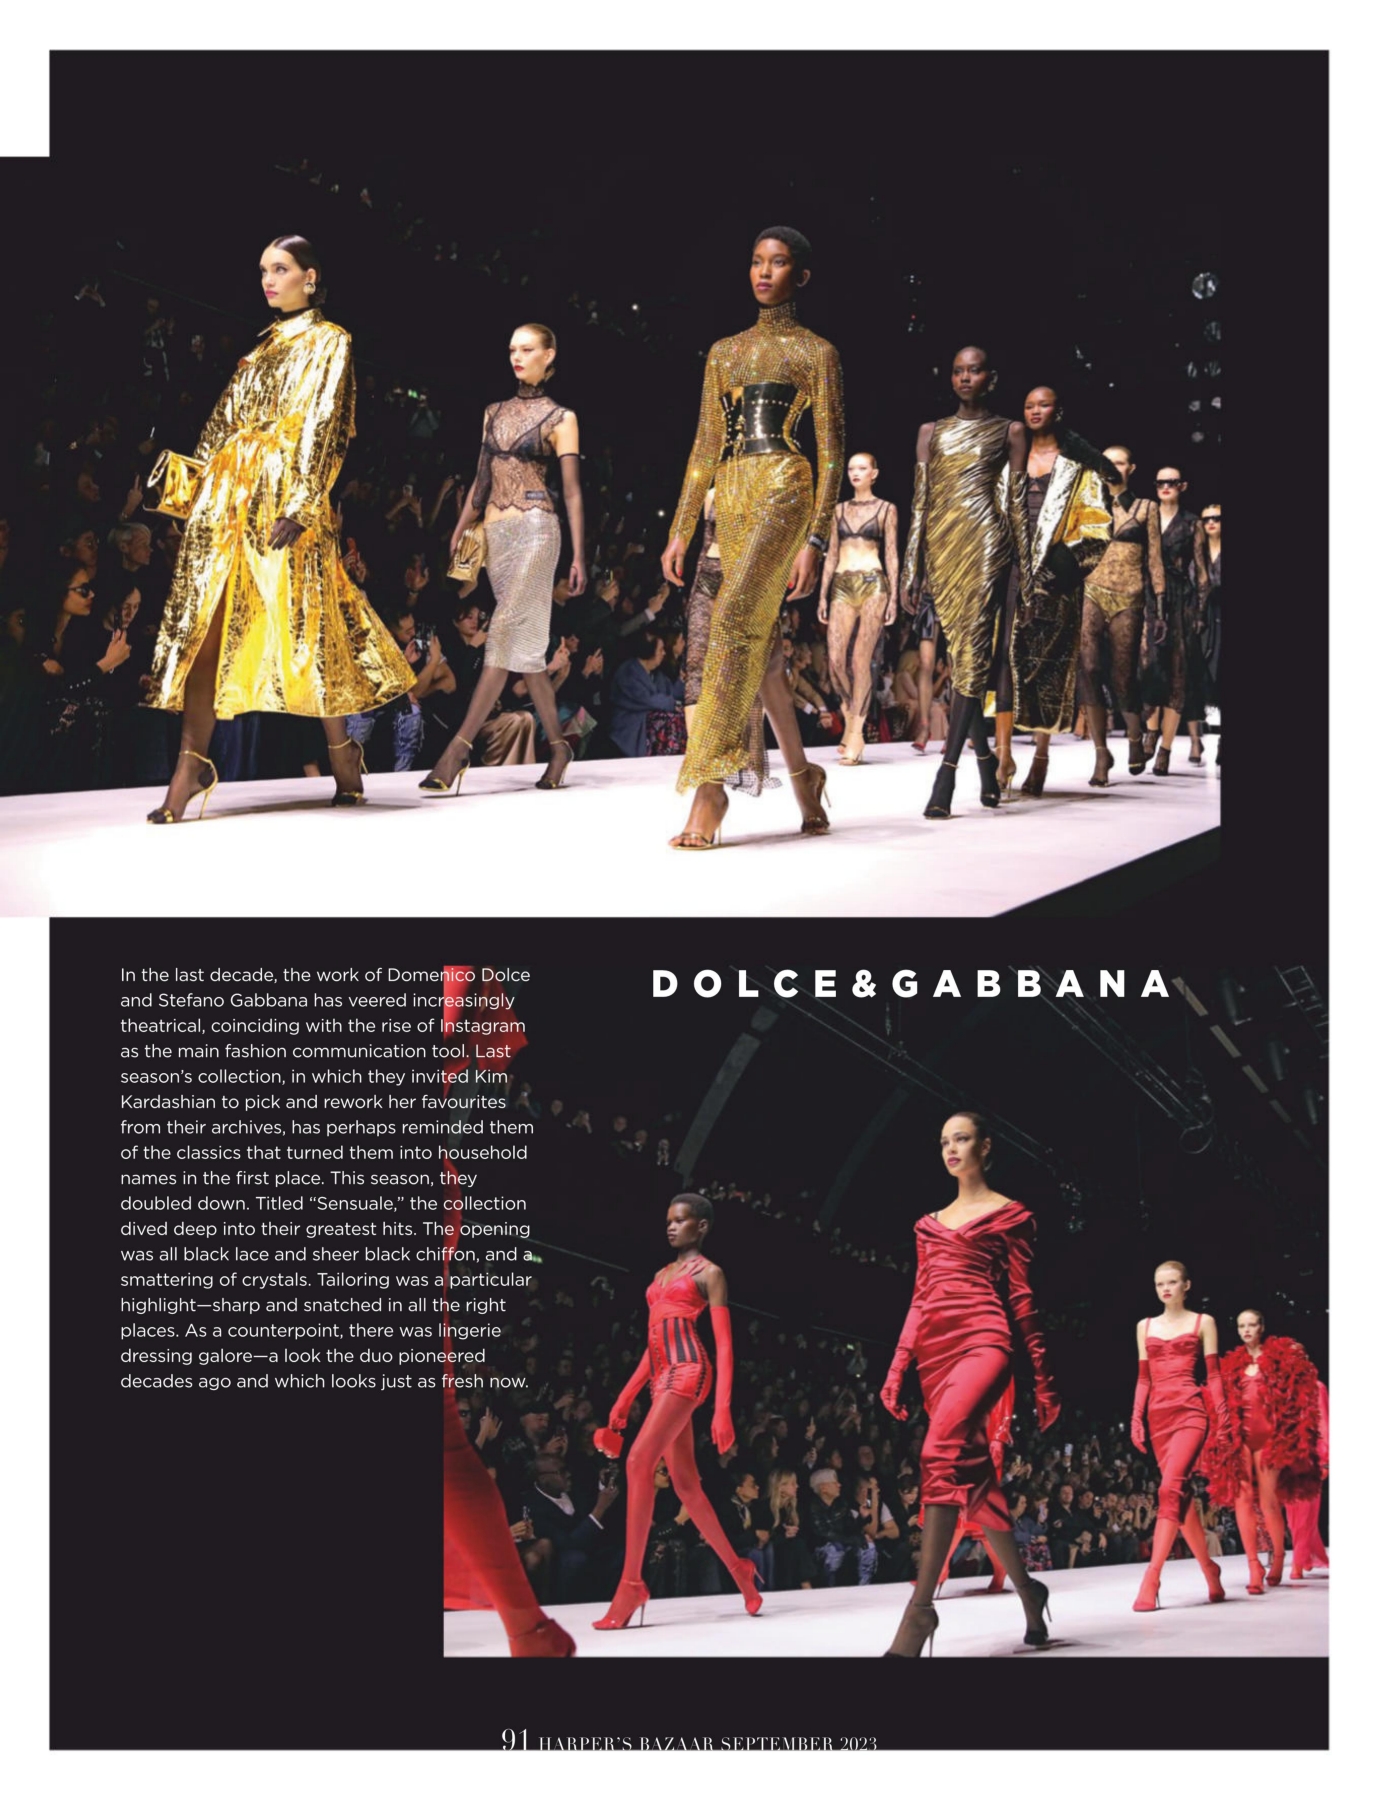 In the last decade, the work of Domenico Dolce
and Stefano Gabbana has veered increasingly
theatrical, coinciding with the rise of Instagram
as the main fashion communication tool. Last
season’s collection, in which they invited Kim
Kardashian to pick and rework her favourites
from their archives, has perhaps reminded them
of the classics that turned them into household
names in the first place. This season, they
doubled down. Titled “Sensuale,” the collection
dived deep into their greatest hits. The opening
was all black lace and sheer black chiffon, and a
smattering of crystals. Tailoring was a particular
highlight—sharp and snatched in all the right
places. As a counterpoint, there was lingerie
dressing galore—a look the duo pioneered
decades ago and which looks just as fresh now.
DOLCE&GABBANA
91 HARPER’S BAZAAR SEPTEMBER 2023